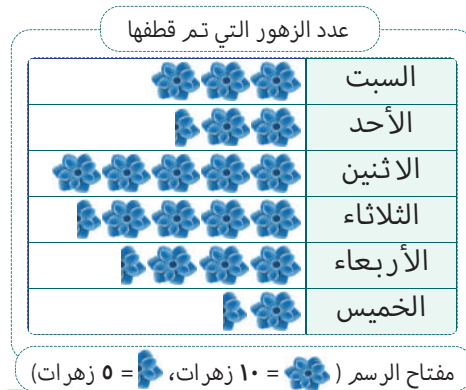 عدد الزهور التي تم قطفها
السبت
الأحد
الاثنين
الثلاثاء
الأربعاء
الخميس
مفتاح الرسم ( = ١٠ زهرات، = ٥ زهرات)